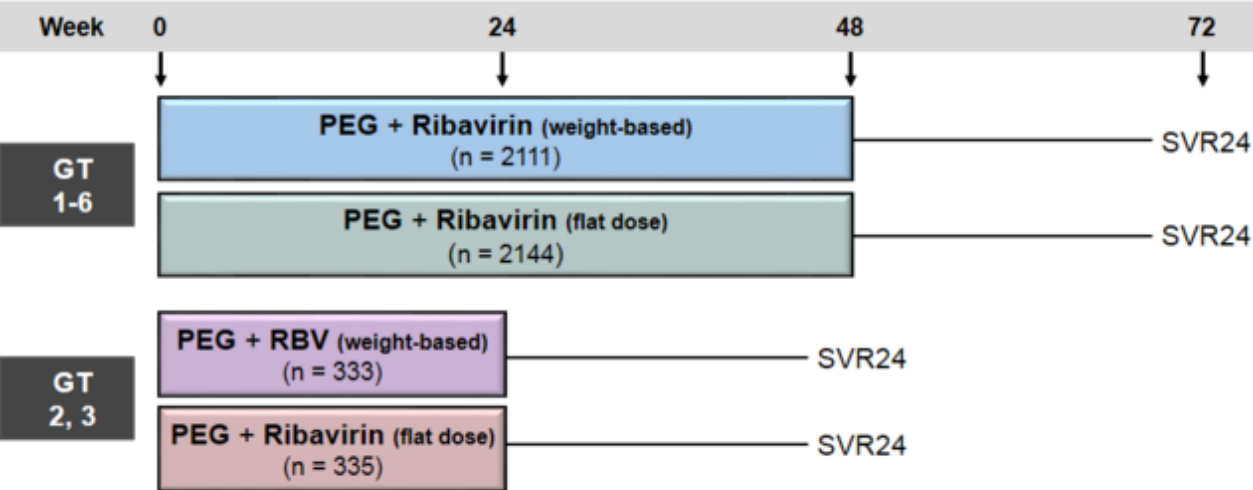 Week 0 24 48 72
GT
1-6
PEG + Ribavirin (weight-based)
(n = 2111)
SVR24
PEG + Ribavirin (flat dose)
(n = 2144)
SVR24
GT
2, 3
PEG + RBV (weight-based)
(n = 333)
SVR24
PEG + Ribavirin (flat dose)
(n = 335)
SVR24